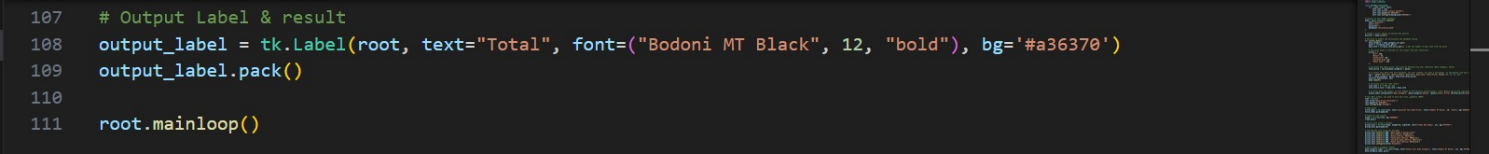 107 # Output Label & result
108 output_label = tk.Label(root, text="Total", font=("Bodoni MT Black", 12, "bold"), bg='#a36370')
109 output_label.pack()
110
111 root.mainloop()